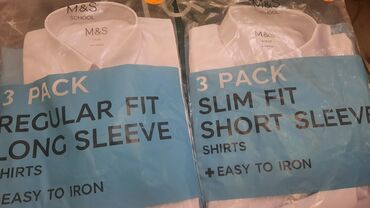 M&S
SCHOOL
M&S
3 PACK
REGULAR FIT
LONG SLEEVE
SHIRTS
EASY TO IRON
M&S
SCHOOL
M&S
3 PACK
SLIM FIT
SHORT SLEEVE
SHIRTS
+ EASY TO IRON